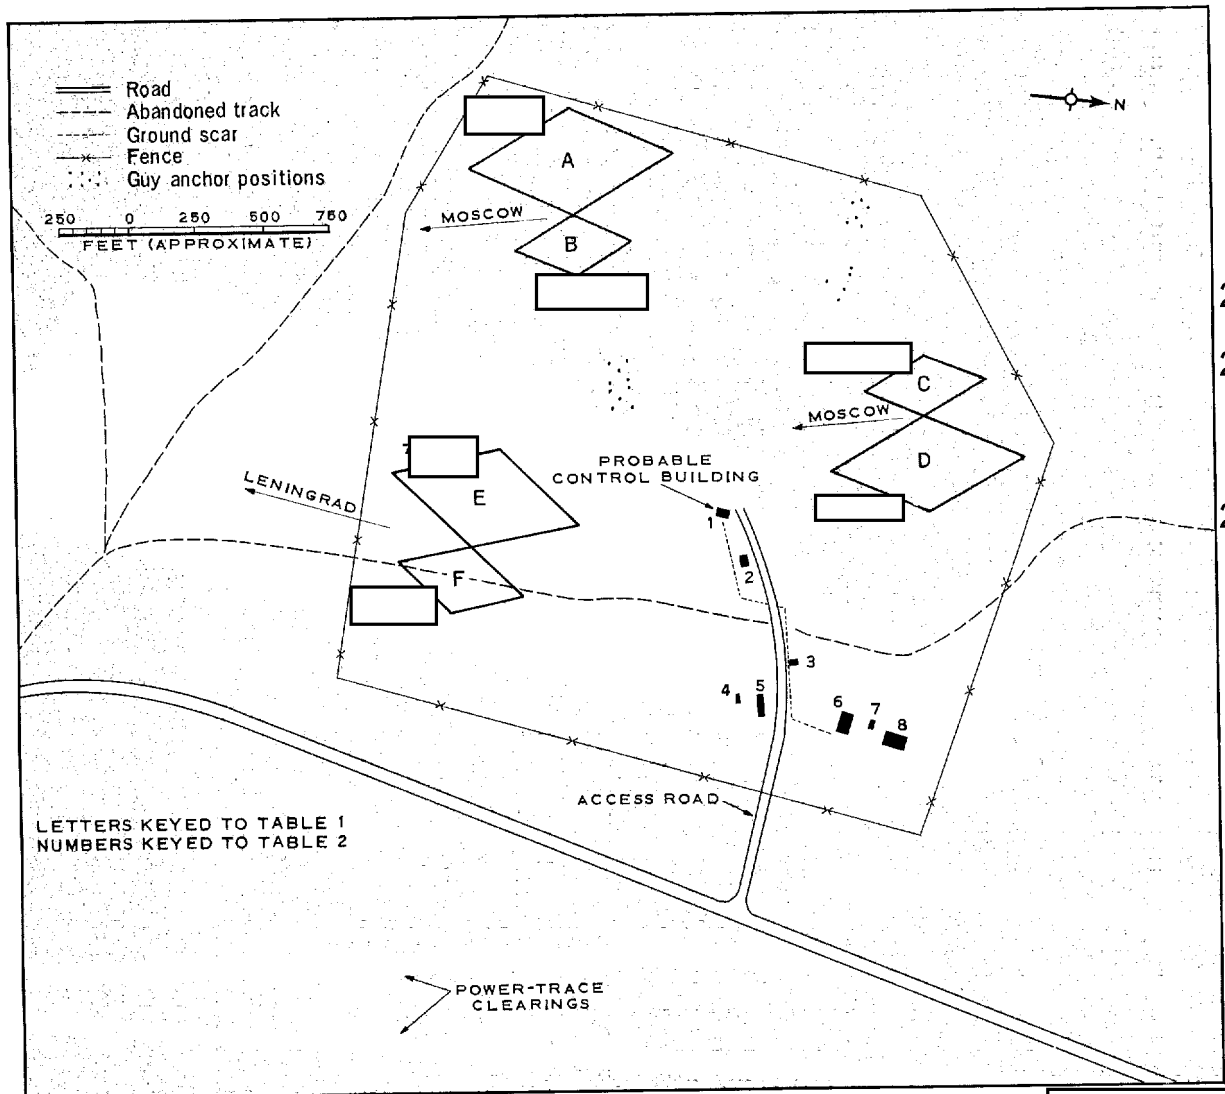 Road
Abandoned track
Ground scar
Fence
Guy anchor positions
250 0 250 500 750
FEET (APPROXIMATE)
N
A
MOSCOW
B
C
MOSCOW
D
E
LENINGRAD
F
PROBABLE
CONTROL BUILDING
1
2
3
4
5
6
7
8
ACCESS ROAD
LETTERS KEYED TO TABLE 1
NUMBERS KEYED TO TABLE 2
POWER-TRACE
CLEARINGS